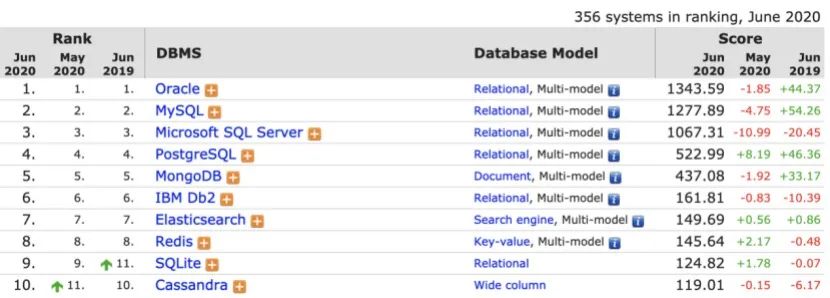 356 systems in ranking, June 2020
Rank DBMS Database Model Score
Jun 2020 May 2020 Jun 2019 Jun 2020 May 2020 Jun 2019
1. 1. 1. Oracle Relational, Multi-model 1343.59 -1.85 +44.37
2. 2. 2. MySQL Relational, Multi-model 1277.89 -4.75 +54.26
3. 3. 3. Microsoft SQL Server Relational, Multi-model 1067.31 -10.99 -20.45
4. 4. 4. PostgreSQL Relational, Multi-model 522.99 +8.19 +46.36
5. 5. 5. MongoDB Document, Multi-model 437.08 -1.92 +33.17
6. 6. 6. IBM Db2 Relational, Multi-model 161.81 -0.83 -10.39
7. 7. 7. Elasticsearch Search engine, Multi-model 149.69 +0.56 +0.86
8. 8. 8. Redis Key-value, Multi-model 145.64 +2.17 -0.48
9. 9. 11. SQLite Relational 124.82 +1.78 -0.07
10. 11. 10. Cassandra Wide column 119.01 -0.15 -6.17